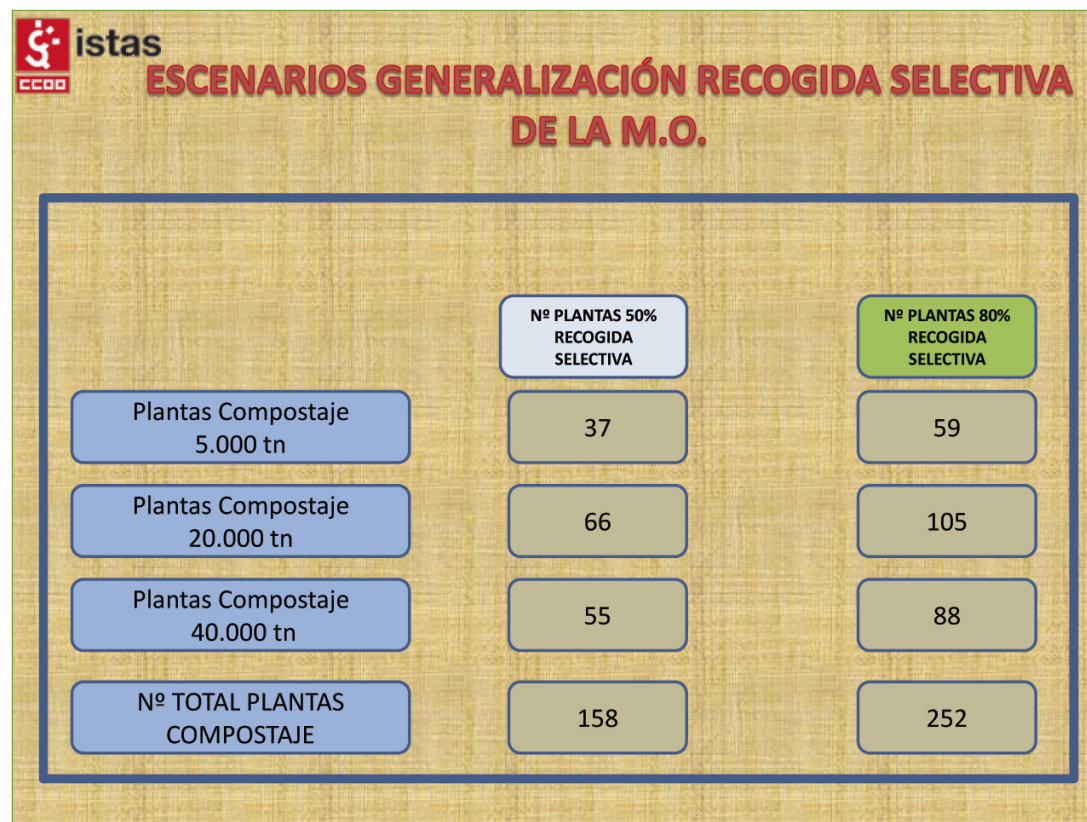 istas
CCOO
ESCENARIOS GENERALIZACIÓN RECOGIDA SELECTIVA
DE LA M.O.
Nº PLANTAS 50%
RECOGIDA
SELECTIVA
Nº PLANTAS 80%
RECOGIDA
SELECTIVA
Plantas Compostaje
5.000 tn
37
59
Plantas Compostaje
20.000 tn
66
105
Plantas Compostaje
40.000 tn
55
88
Nº TOTAL PLANTAS
COMPOSTAJE
158
252